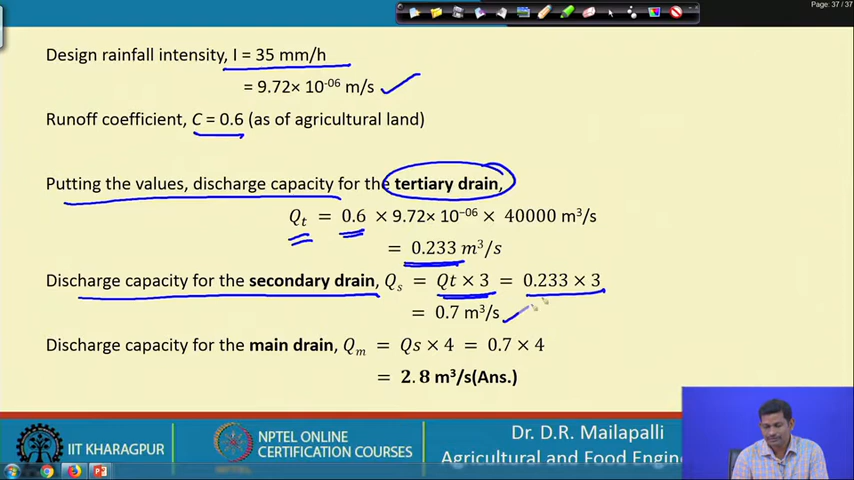 Page: 37 / 37
Design rainfall intensity, I = 35 mm/h
= 9.72× 10⁻⁰⁶ m/s
Runoff coefficient, C = 0.6 (as of agricultural land)
Putting the values, discharge capacity for the tertiary drain,
Qₜ = 0.6 × 9.72× 10⁻⁰⁶ × 40000 m³/s
= 0.233 m³/s
Discharge capacity for the secondary drain, Qₛ = Qt × 3 = 0.233 × 3
= 0.7 m³/s
Discharge capacity for the main drain, Qₘ = Qs × 4 = 0.7 × 4
= 2.8 m³/s(Ans.)
IIT KHARAGPUR
NPTEL ONLINE
CERTIFICATION COURSES
Dr. D.R. Mailapalli
Agricultural and Food Engine